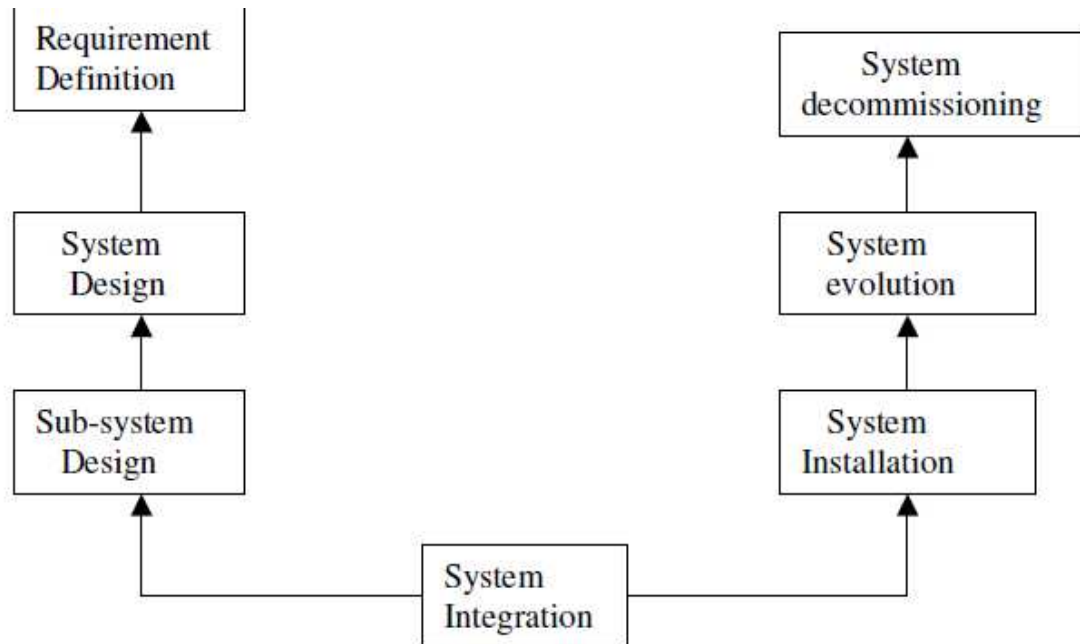 Requirement
Definition
System
decommissioning
System
Design
System
evolution
Sub-system
Design
System
Installation
System
Integration